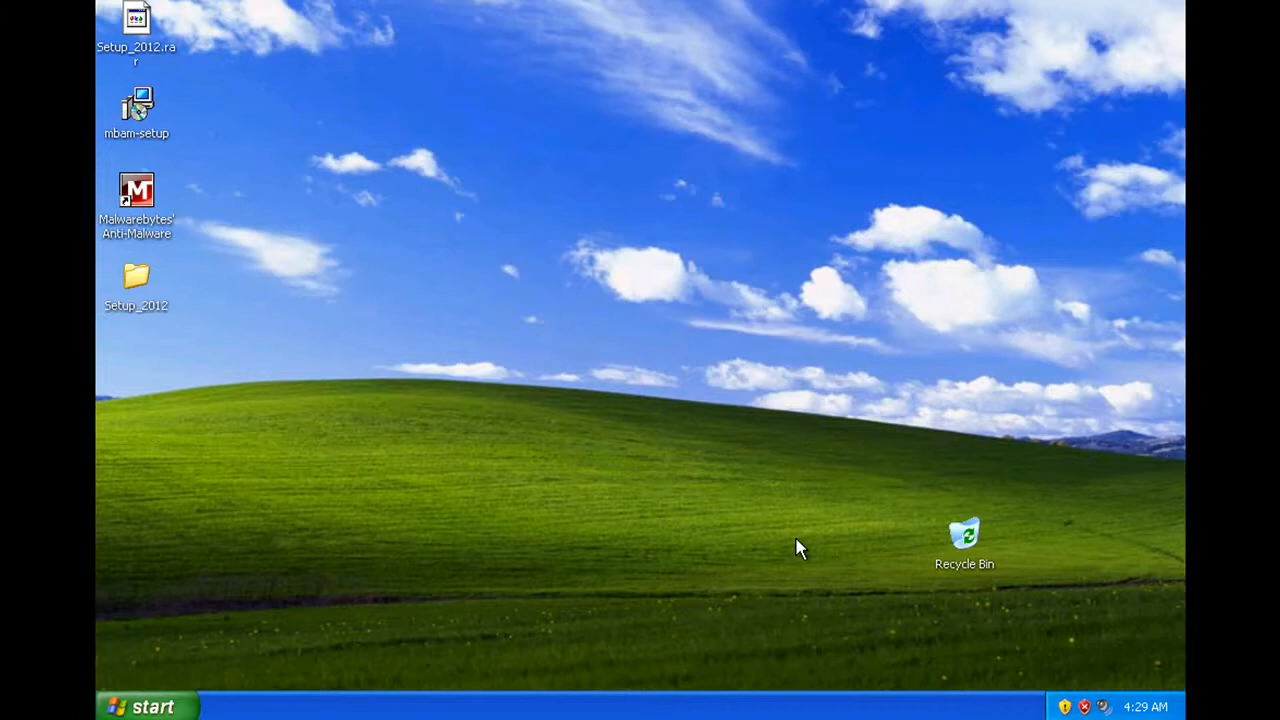 Setup_2012.ra
r
mbam-setup
Malwarebytes'
Anti-Malware
Setup_2012
Recycle Bin
start
4:29 AM